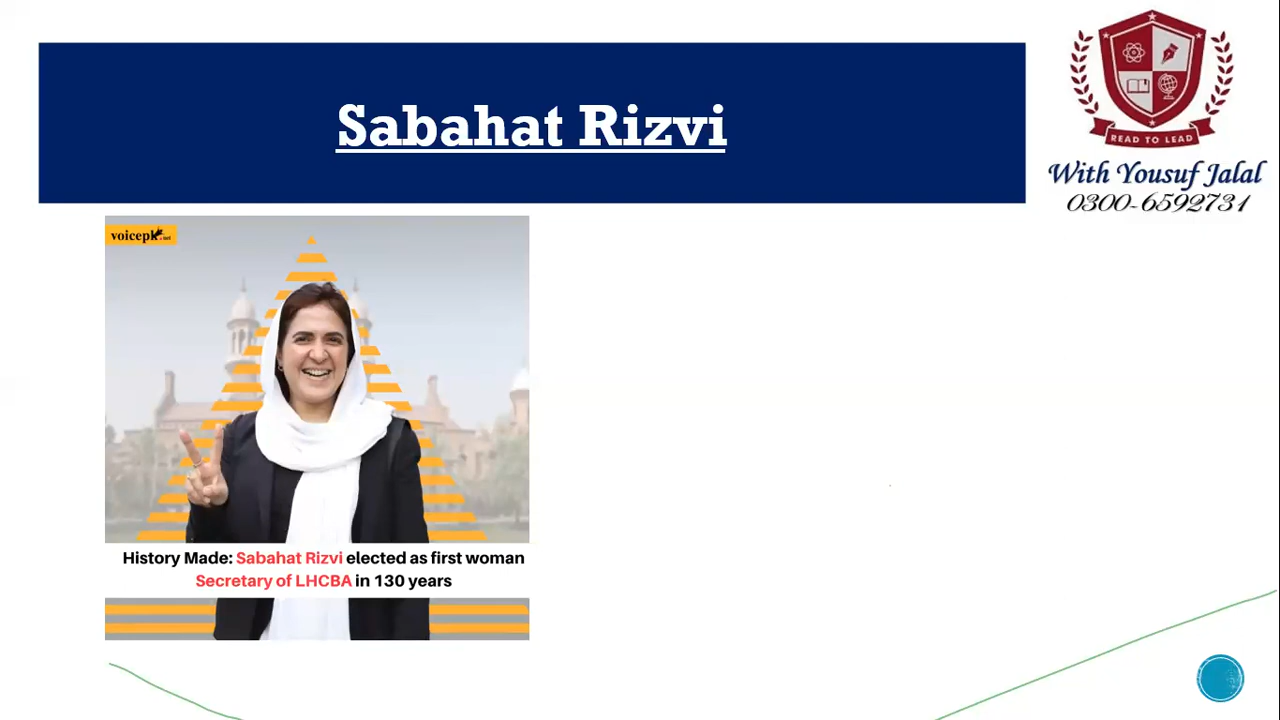 Sabahat Rizvi
READ TO LEAD
With Yousuf Jalal
0300-6592731
voicepk.net
History Made: Sabahat Rizvi elected as first woman
Secretary of LHCBA in 130 years